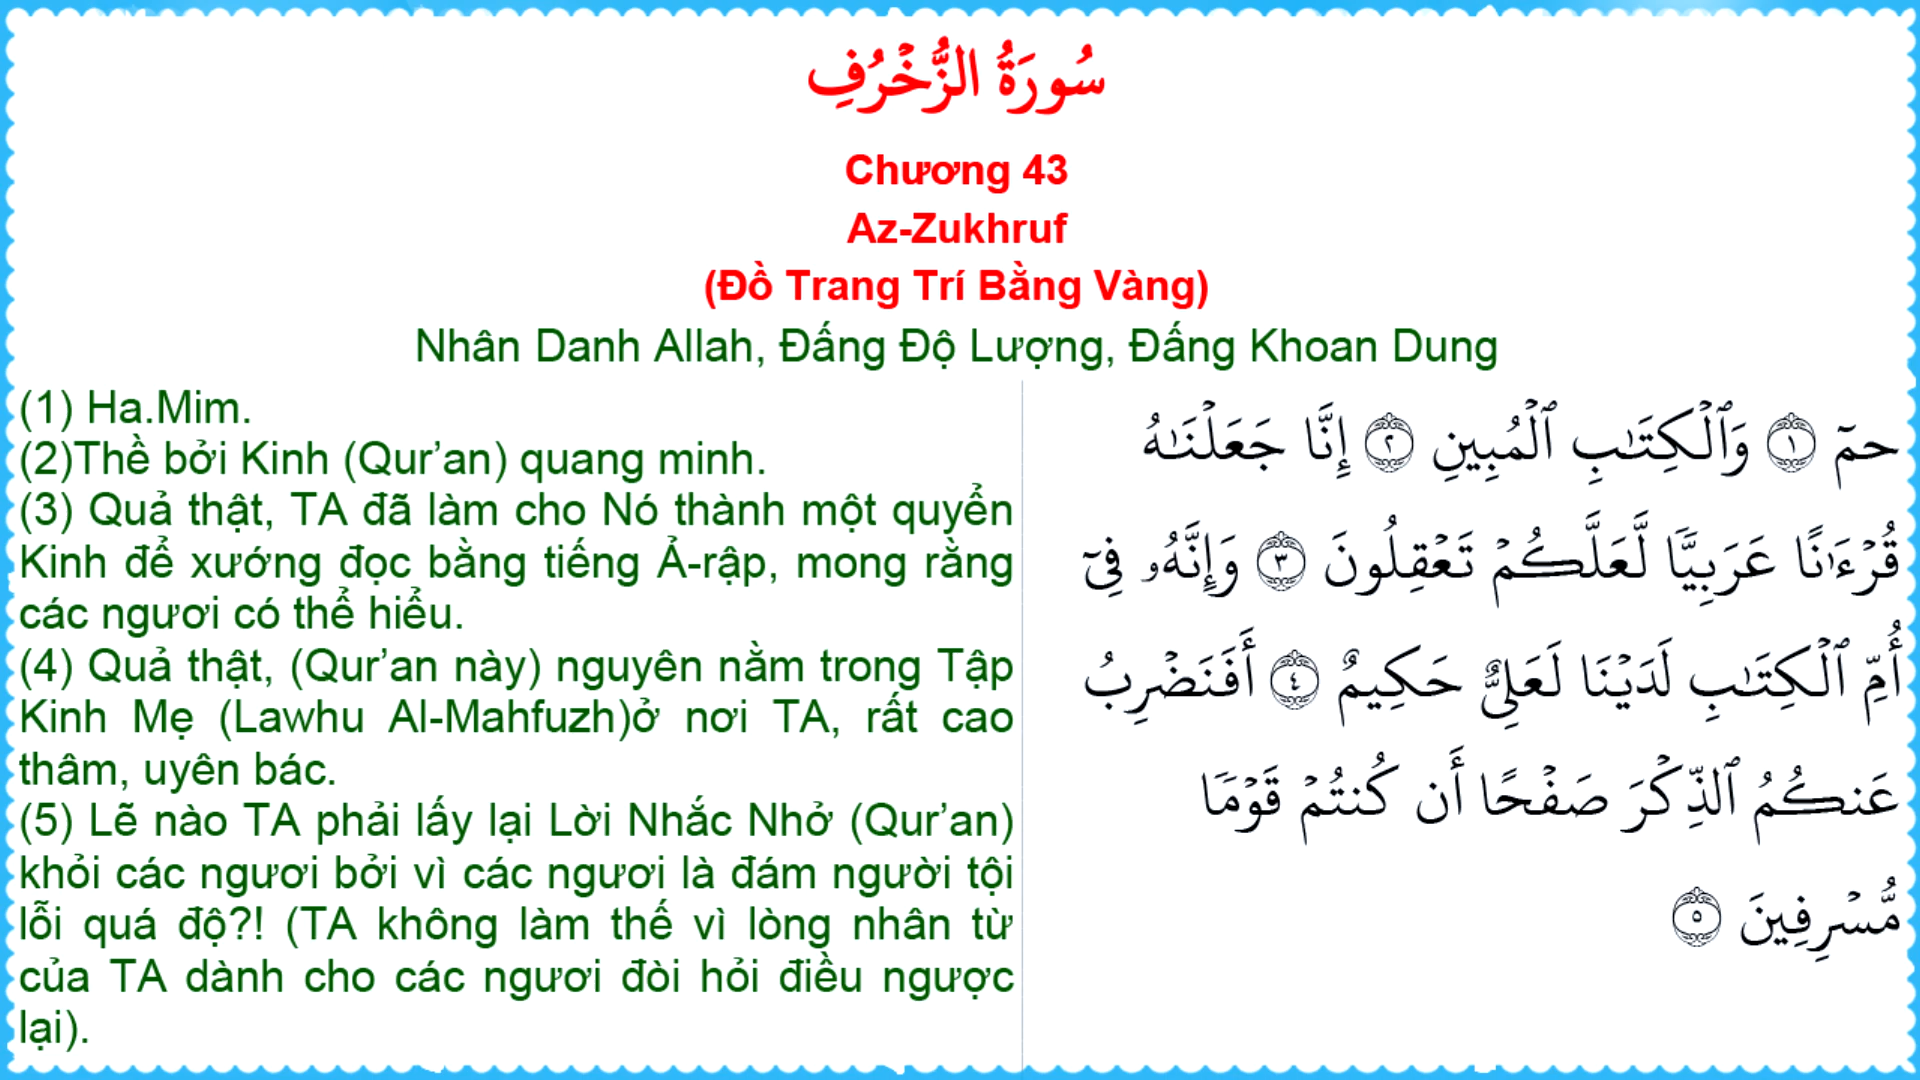 سُورَةُ الزُّخْرُفِ
Chương 43
Az-Zukhruf
(Đồ Trang Trí Bằng Vàng)
Nhân Danh Allah, Đấng Độ Lượng, Đấng Khoan Dung
(1) Ha.Mim.
(2)Thề bởi Kinh (Qur’an) quang minh.
(3) Quả thật, TA đã làm cho Nó thành một quyển
Kinh để xướng đọc bằng tiếng Ả-rập, mong rằng
các ngươi có thể hiểu.
(4) Quả thật, (Qur’an này) nguyên nằm trong Tập
Kinh Mẹ (Lawhu Al-Mahfuzh)ở nơi TA, rất cao
thâm, uyên bác.
(5) Lẽ nào TA phải lấy lại Lời Nhắc Nhở (Qur’an)
khỏi các ngươi bởi vì các ngươi là đám người tội
lỗi quá độ?! (TA không làm thế vì lòng nhân từ
của TA dành cho các ngươi đòi hỏi điều ngược
lại).
حمٓ ١ وَٱلۡكِتَٰبِ ٱلۡمُبِينِ ٢ إِنَّا جَعَلۡنَٰهُ
قُرۡءَٰنًا عَرَبِيّٗا لَّعَلَّكُمۡ تَعۡقِلُونَ ٣ وَإِنَّهُۥ فِيٓ
أُمِّ ٱلۡكِتَٰبِ لَدَيۡنَا لَعَلِيٌّ حَكِيمٌ ٤ أَفَنَضۡرِبُ
عَنكُمُ ٱلذِّكۡرَ صَفۡحًا أَن كُنتُمۡ قَوۡمٗا
مُّسۡرِفِينَ ٥